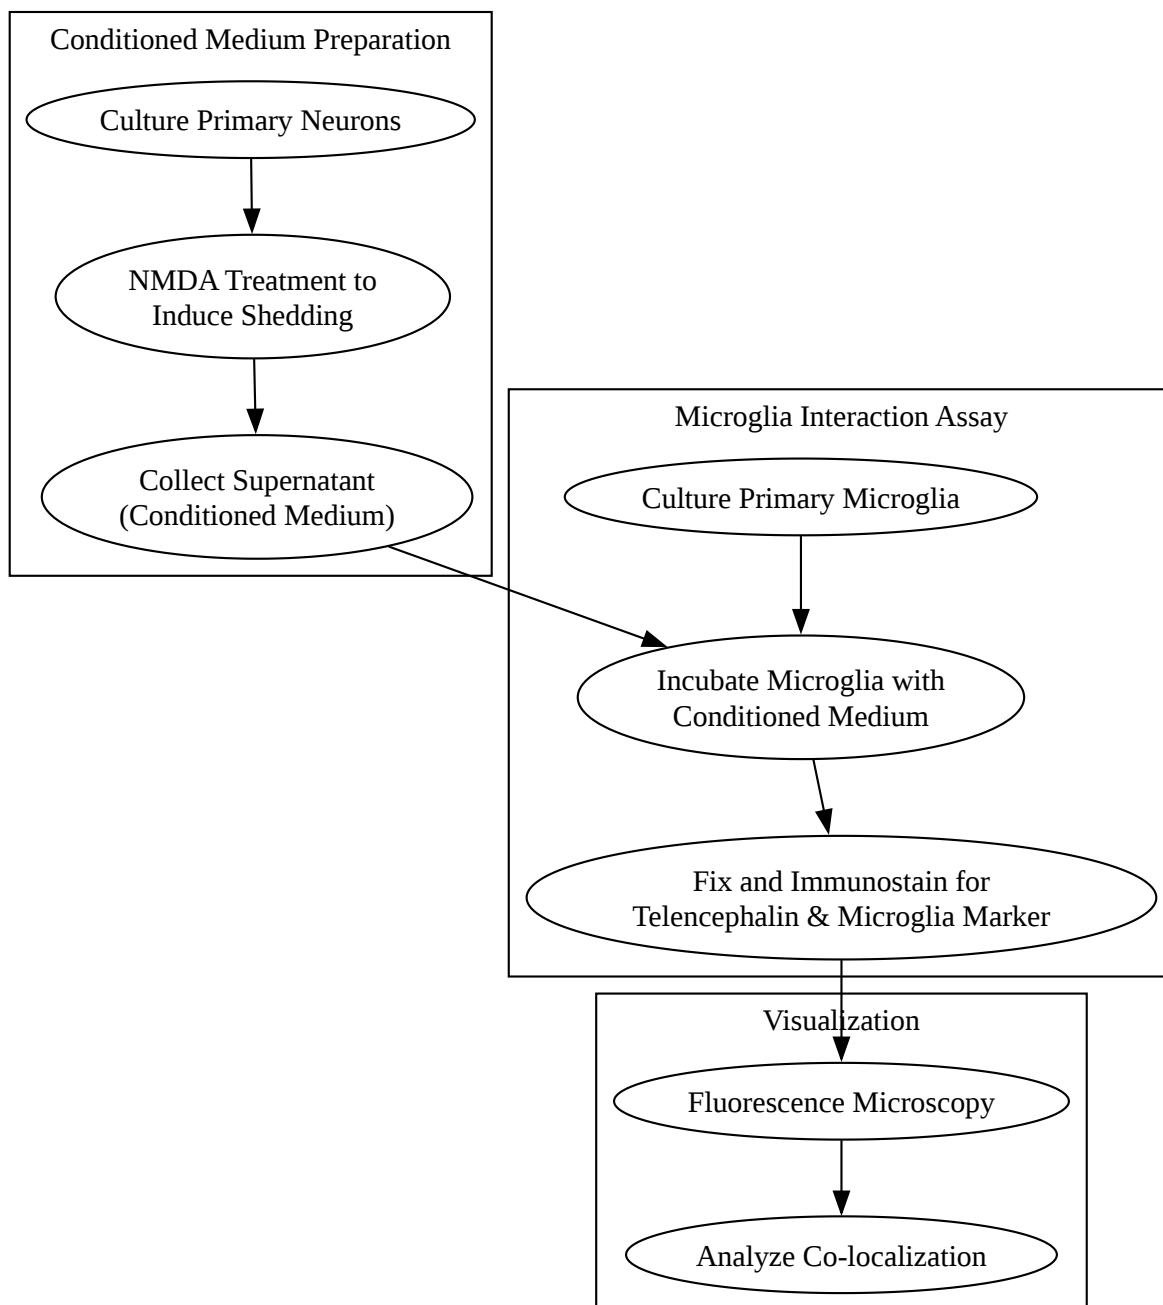 Conditioned Medium Preparation
Culture Primary Neurons
NMDA Treatment to
Induce Shedding
Collect Supernatant
(Conditioned Medium)
Microglia Interaction Assay
Culture Primary Microglia
Incubate Microglia with
Conditioned Medium
Fix and Immunostain for
Telencephalin & Microglia Marker
Visualization
Fluorescence Microscopy
Analyze Co-localization